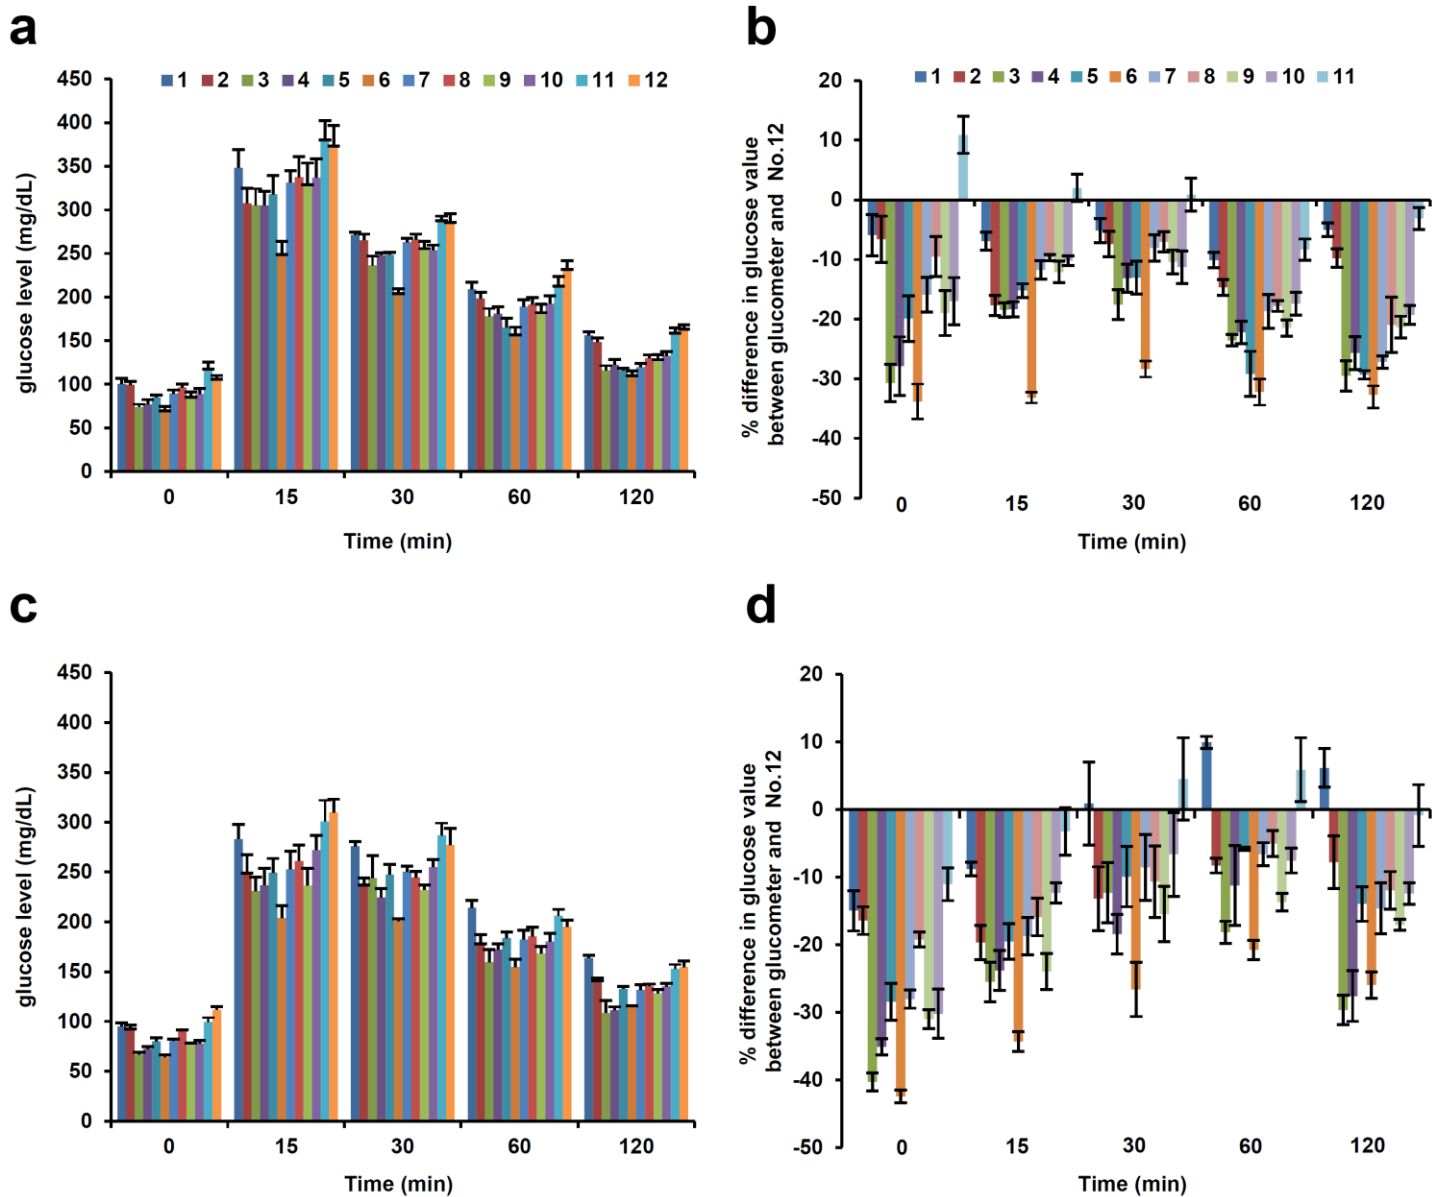 a
450
400
350
300
250
200
150
100
50
0
glucose level (mg/dL)
1 2 3 4 5 6 7 8 9 10 11 12
0 15 30 60 120
Time (min)
b
20
10
0
-10
-20
-30
-40
-50
% difference in glucose value
between glucometer and No.12
1 2 3 4 5 6 7 8 9 10 11
0 15 30 60 120
Time (min)
c
450
400
350
300
250
200
150
100
50
0
glucose level (mg/dL)
0 15 30 60 120
Time (min)
d
20
10
0
-10
-20
-30
-40
-50
% difference in glucose value
between glucometer and No.12
0 15 30 60 120
Time (min)